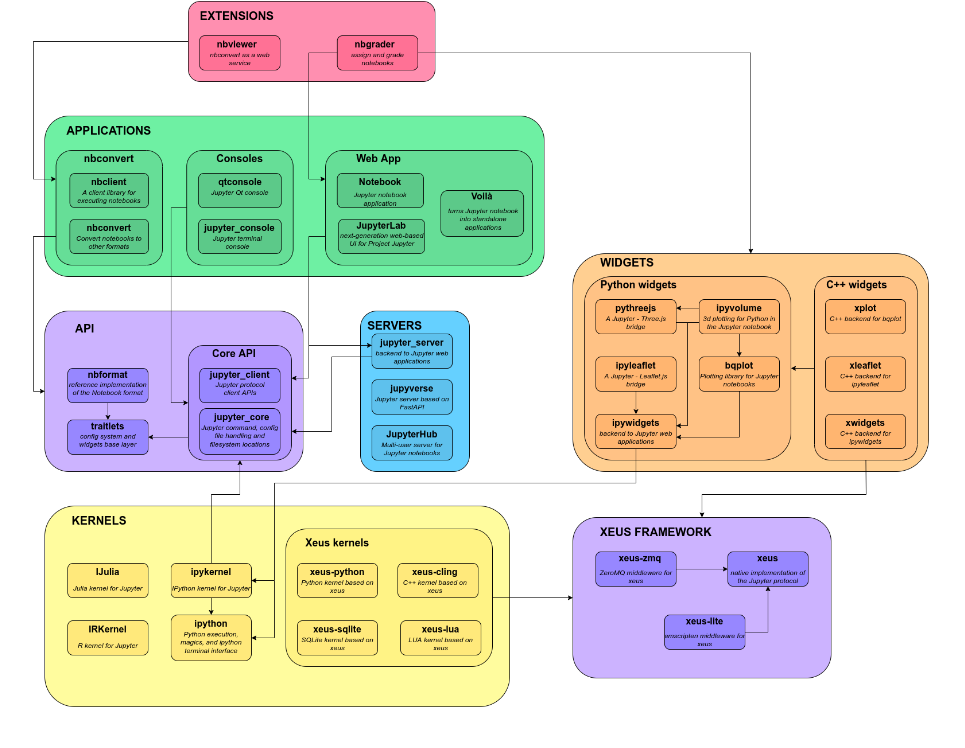 EXTENSIONS
nbviewer
nbconverd as a web
service
nbgrader
assign and grade
notebooks
APPLICATIONS
nbconvert
nbclient
A client library for
executing notebooks
nbconvert
Convert notebooks to
other formats
Consoles
qtconsole
Jupyter Qt console
jupyter_console
Jupyter terminal
console
Web App
Notebook
Jupyter notebook
application
JupyterLab
next-generation web-based
UI for Project Jupyter
Voilà
turns Jupyter notebook
into standalone
applications
API
nbformat
reference implementation
of the Notebook format
traitlets
config system and
widgets base layer
Core API
jupyter_client
Jupyter protocol
client APIs
jupyter_core
Jupyter command, config
file handling and
filesystem locations
SERVERS
jupyter_server
backend to Jupyter web
applications
jupyverse
Jupyter server based on
FastAPI
JupyterHub
Multi-user server for
Jupyter notebooks
WIDGETS
Python widgets
pythreejs
A Jupyter - Three.js
bridge
ipyvolume
3d plotting for Python in
the Jupyter notebook
ipyleaflet
A Jupyter - Leaflet.js
bridge
bqplot
Plotting library for Jupyter
notebooks
ipywidgets
backend to Jupyter web
applications
C++ widgets
xplot
C++ backend for bqplot
xleaflet
C++ backend for
ipyleaflet
xwidgets
C++ backend for
ipywidgets
KERNELS
IJulia
Julia kernel for Jupyter
ipykernel
IPython kernel for Jupyter
IRKernel
R kernel for Jupyter
ipython
Python execution,
magics, and ipython
terminal interface
Xeus kernels
xeus-python
Python kernel based on
xeus
xeus-cling
C++ kernel based on
xeus
xeus-sqlite
SQLite kernel based on
xeus
xeus-lua
LUA kernel based on
xeus
XEUS FRAMEWORK
xeus-zmq
ZeroMQ middleware for
xeus
xeus
native implementation of
the Jupyter protocol
xeus-lite
emscripten middleware for
xeus